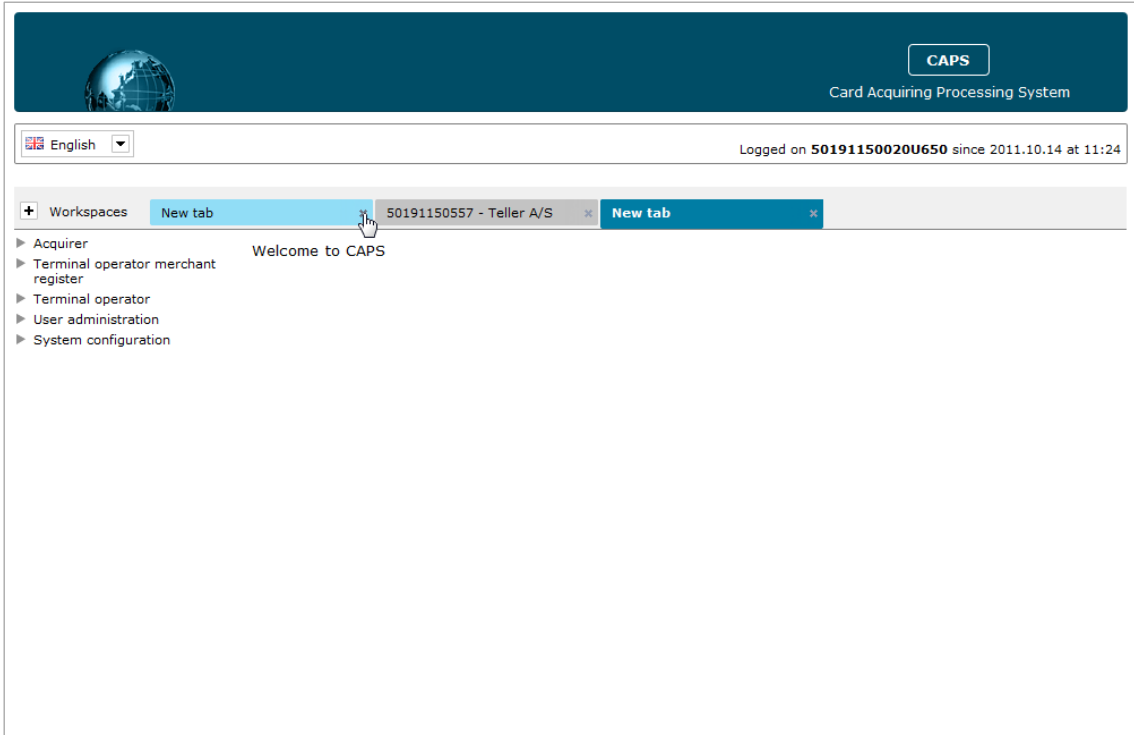 CAPS
Card Acquiring Processing System
English
Logged on 50191150020U650 since 2011.10.14 at 11:24
Workspaces New tab 50191150557 - Teller A/S New tab
Acquirer
Welcome to CAPS
Terminal operator merchant
register
Terminal operator
User administration
System configuration